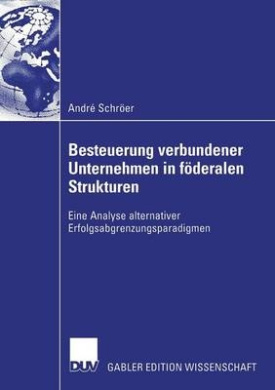 André Schröer
Besteuerung verbundener
Unternehmen in föderalen
Strukturen
Eine Analyse alternativer
Erfolgsabgrenzungsparadigmen
DUV
GABLER EDITION WISSENSCHAFT